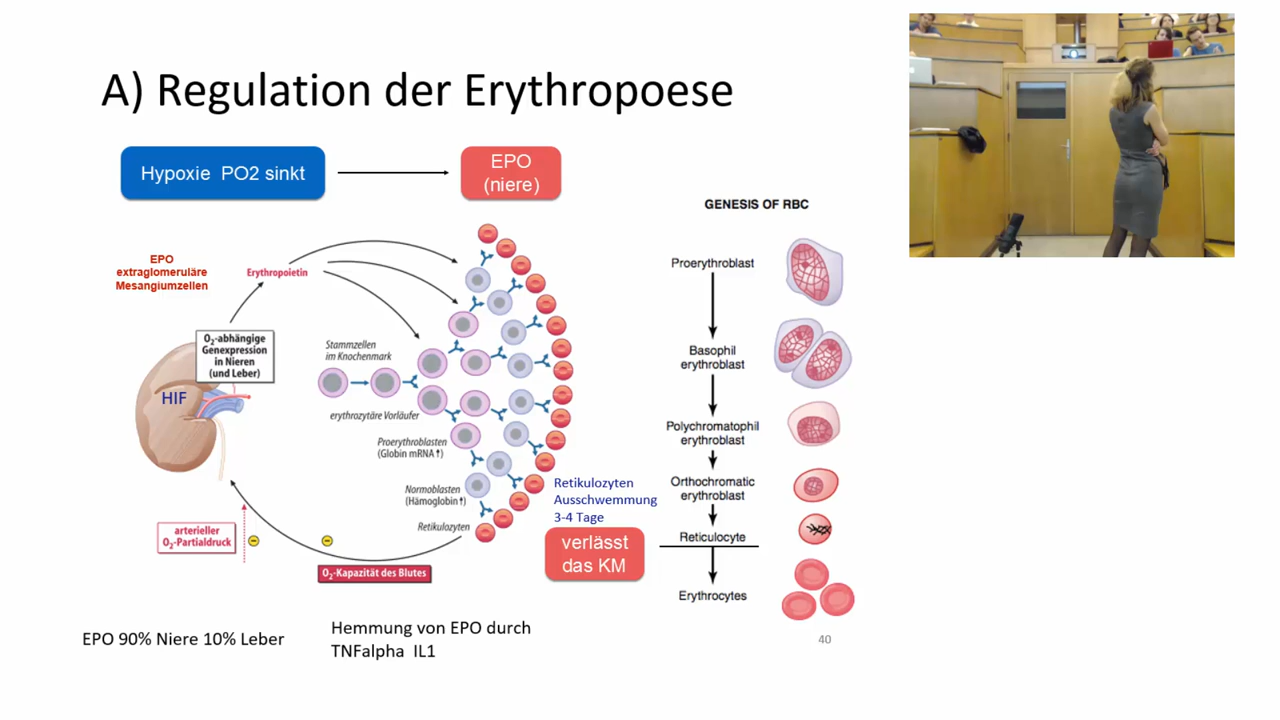 A) Regulation der Erythropoese
Hypoxie PO2 sinkt
EPO
(niere)
GENESIS OF RBC
EPO
extraglomeruläre
Mesangiumzellen
Erythropoietin
O₂-abhängige
Genexpression
in Nieren
(und Leber)
HIF
Stammzellen
im Knochenmark
erythrozytäre Vorläufer
Proerythroblasten
(Globin mRNA↑)
Normoblasten
(Hämoglobin↑)
Retikulozyten
arterieller
O₂-Partialdruck
O₂-Kapazität des Blutes
Retikulozyten
Ausschwemmung
3-4 Tage
verlässt
das KM
Proerythroblast
Basophil
erythroblast
Polychromatophil
erythroblast
Orthochromatic
erythroblast
Reticulocyte
Erythrocytes
EPO 90% Niere 10% Leber
Hemmung von EPO durch
TNFalpha IL1
40